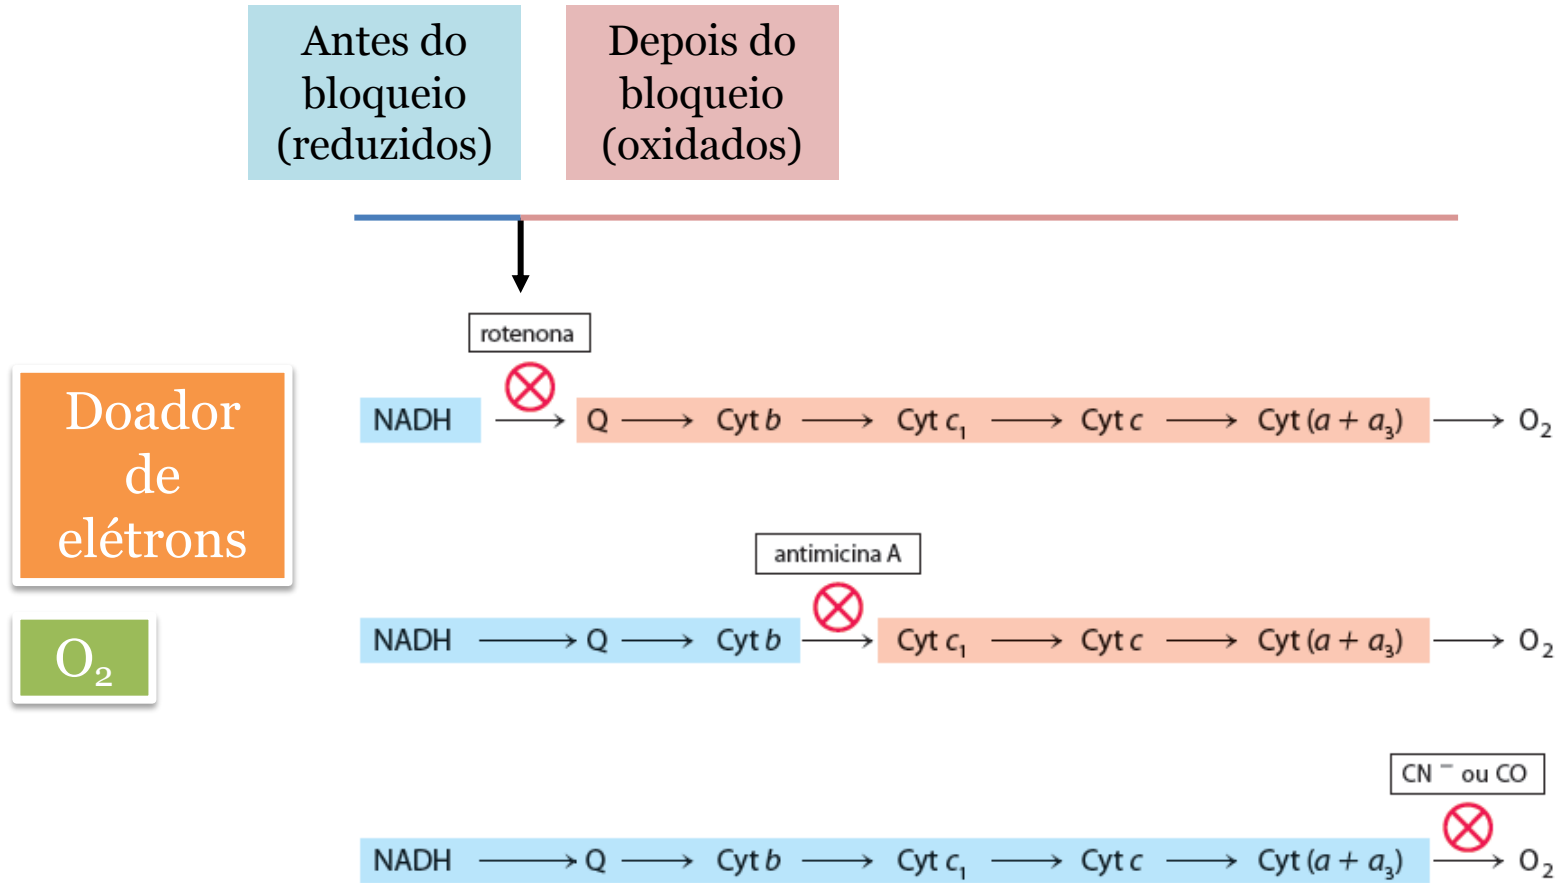 Antes do
bloqueio
(reduzidos)
Depois do
bloqueio
(oxidados)
Doador
de
elétrons
O₂
rotenona
NADH → Q → Cyt b → Cyt c₁ → Cyt c → Cyt (a + a₃) → O₂
antimicina A
NADH → Q → Cyt b → Cyt c₁ → Cyt c → Cyt (a + a₃) → O₂
CN⁻ ou CO
NADH → Q → Cyt b → Cyt c₁ → Cyt c → Cyt (a + a₃) → O₂